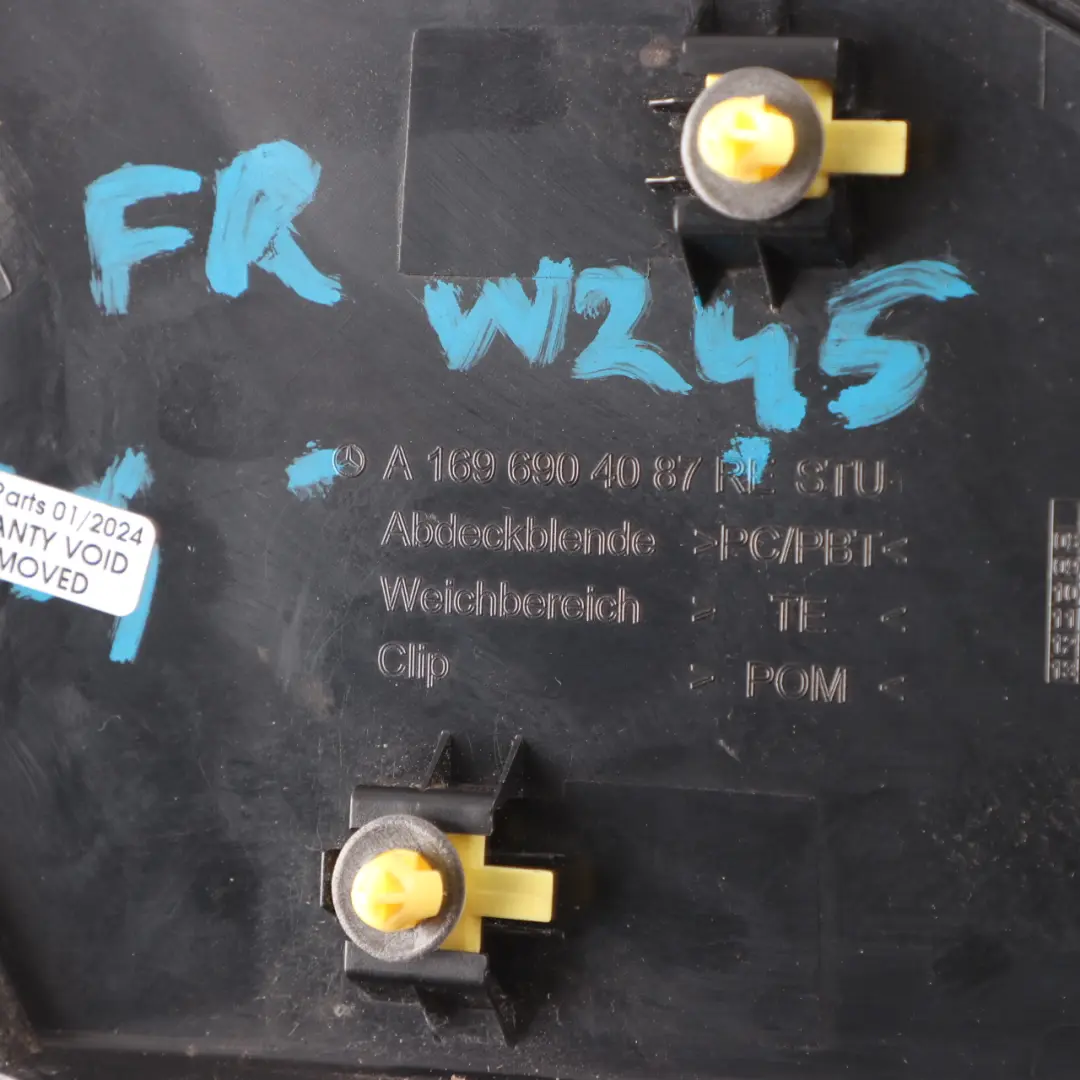 FR
W245
A 169 690 40 87 RE STU
Abdeckblende >PC/PBT<
Weichbereich > TE <
Clip > POM <
Parts 01/2024
ANTY VOID
MOVED